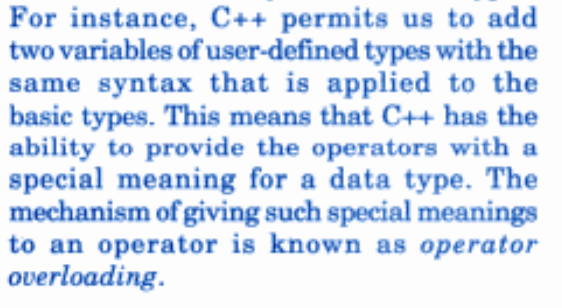 For instance, C++ permits us to add
two variables of user-defined types with the
same syntax that is applied to the
basic types. This means that C++ has the
ability to provide the operators with a
special meaning for a data type. The
mechanism of giving such special meanings
to an operator is known as operator
overloading.